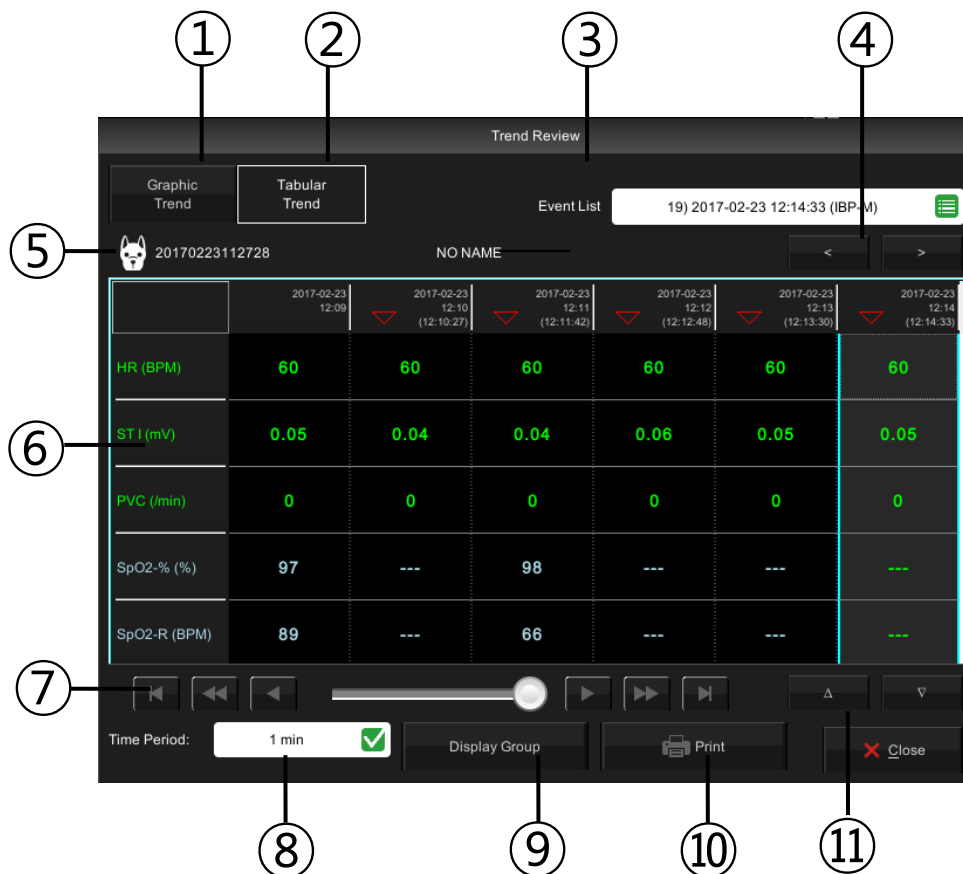 ① ② ③ ④
Trend Review
Graphic Trend
Tabular Trend
Event List 19) 2017-02-23 12:14:33 (IBP-M)
⑤ 20170223112728 NO NAME < >
2017-02-23 2017-02-23 2017-02-23 2017-02-23 2017-02-23 2017-02-23
12:09 12:10 12:11 12:12 12:13 12:14
(12:10:27) (12:11:42) (12:12:48) (12:13:30) (12:14:33)
HR (BPM) 60 60 60 60 60 60
⑥ ST I (mV) 0.05 0.04 0.04 0.06 0.05 0.05
PVC (/min) 0 0 0 0 0 0
SpO2-% (%) 97 --- 98 --- --- ---
SpO2-R (BPM) 89 --- 66 --- --- ---
⑦
Time Period: 1 min Display Group Print Close
⑧ ⑨ ⑩ ⑪